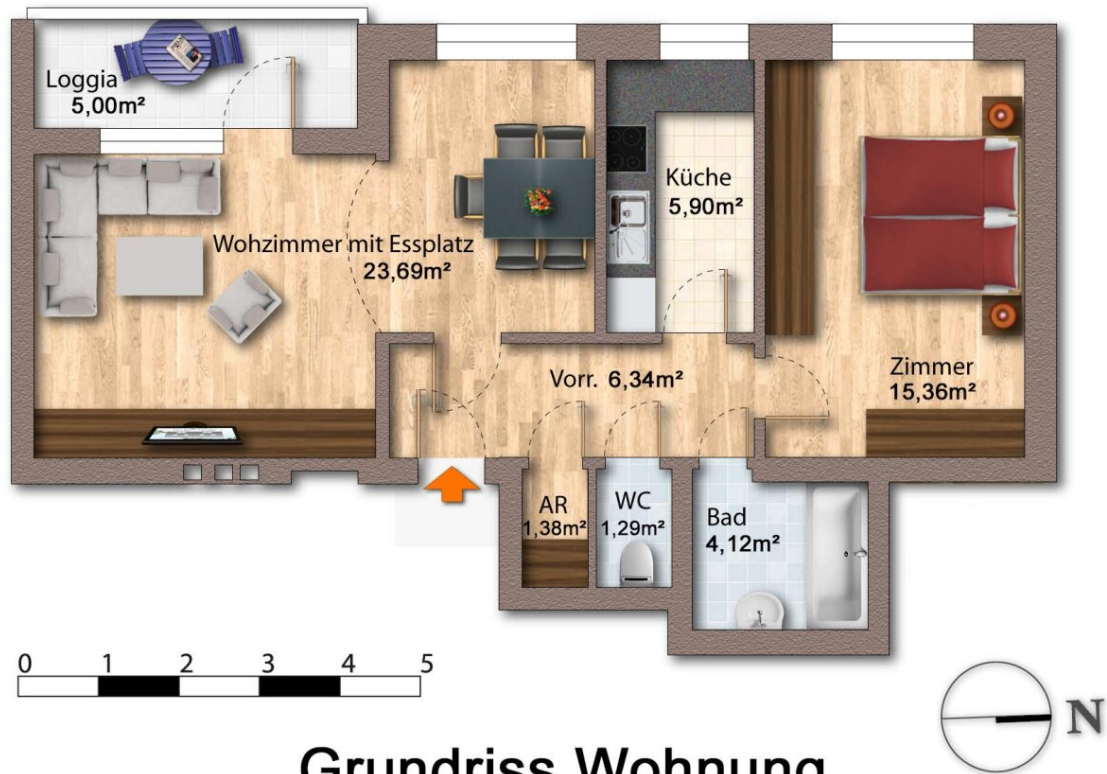 Loggia
5,00m²
Küche
5,90m²
Wohzimmer mit Essplatz
23,69m²
Zimmer
15,36m²
Vorr. 6,34m²
AR
1,38m²
WC
1,29m²
Bad
4,12m²
0 1 2 3 4 5
N
Grundriss Wohnung